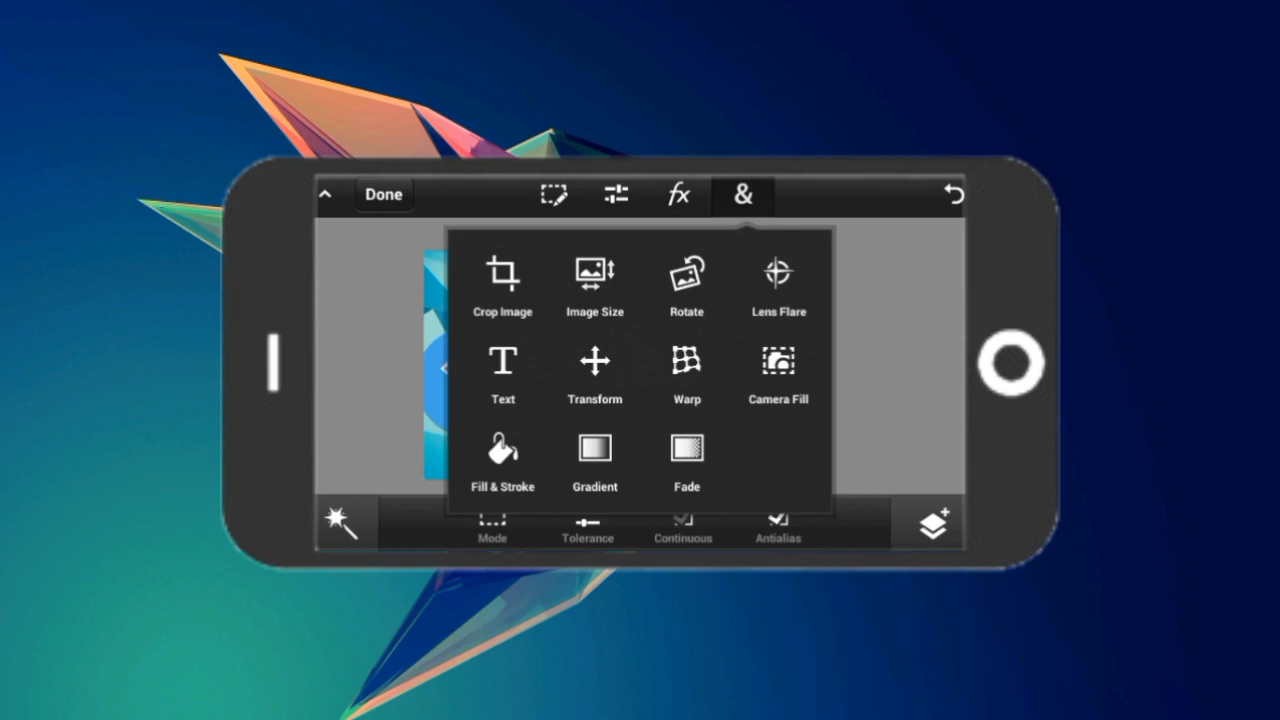 Done fx &
Crop Image Image Size Rotate Lens Flare
Text Transform Warp Camera Fill
Fill & Stroke Gradient Fade
Mode Tolerance Continuous Antialias